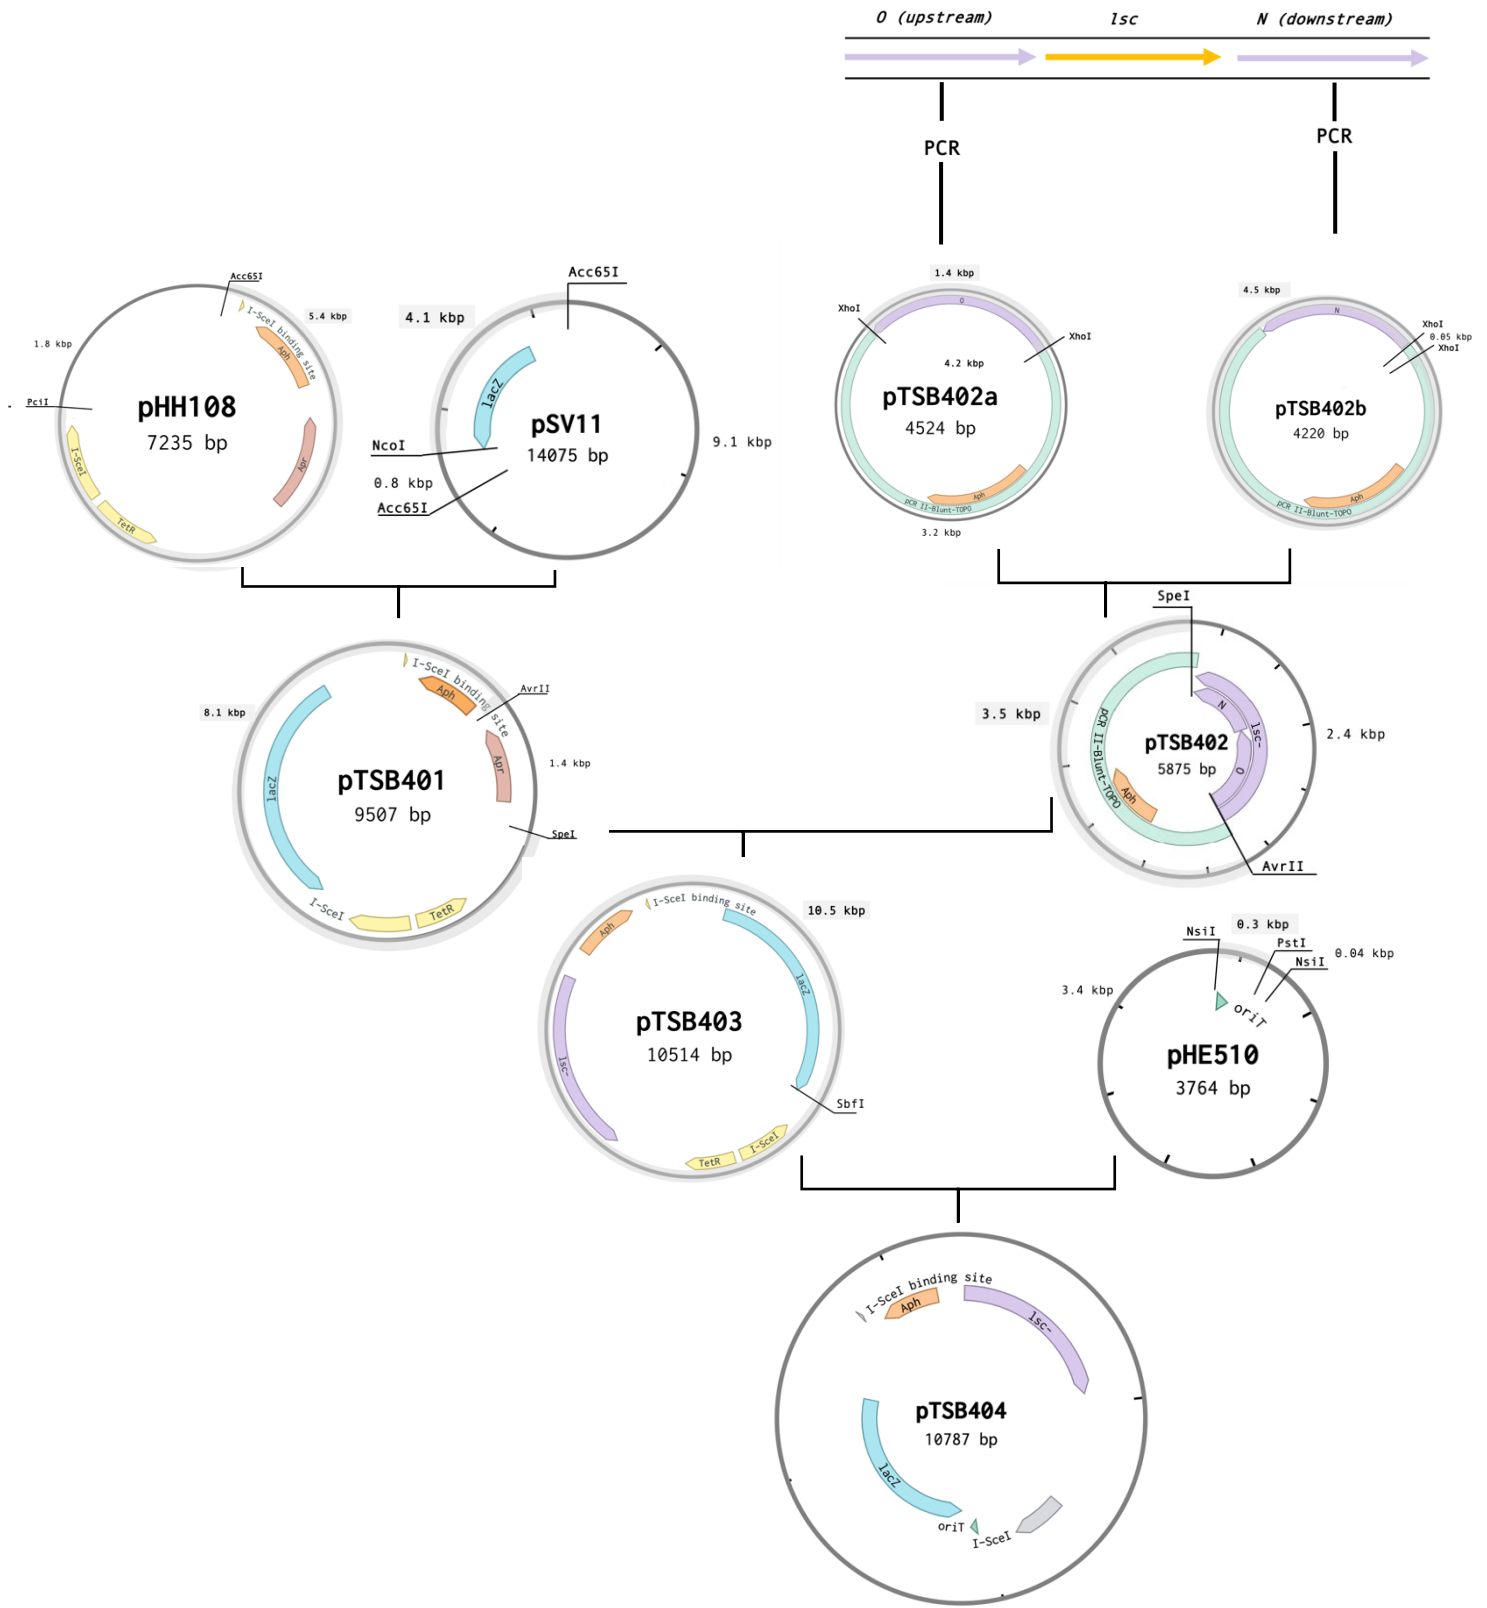 O (upstream)
lsc
N (downstream)
PCR
PCR
Acc65I
I-SceI binding site
5.4 kbp
Aph
1.8 kbp
PciI
pHH108
7235 bp
Apr
I-SceI
TetR
Acc65I
4.1 kbp
lacZ
pSV11
14075 bp
NcoI
0.8 kbp
Acc65I
9.1 kbp
1.4 kbp
O
XhoI
XhoI
4.2 kbp
pTSB402a
4524 bp
Aph
pCR II-Blunt-TOPO
3.2 kbp
4.5 kbp
N
XhoI
0.05 kbp
XhoI
pTSB402b
4220 bp
Aph
pCR II-Blunt-TOPO
I-SceI binding site
Aph
AvrII
8.1 kbp
Apr
1.4 kbp
lacZ
pTSB401
9507 bp
SpeI
I-SceI
TetR
SpeI
3.5 kbp
N
lsc-
2.4 kbp
pCR II-Blunt-TOPO
pTSB402
5875 bp
O
Aph
AvrII
I-SceI binding site
10.5 kbp
Aph
lacZ
pTSB403
10514 bp
lsc-
SbfI
I-SceI
TetR
0.3 kbp
NsiI
PstI
0.04 kbp
NsiI
3.4 kbp
oriT
pHE510
3764 bp
I-SceI binding site
Aph
lsc-
pTSB404
10787 bp
lacZ
oriT
I-SceI